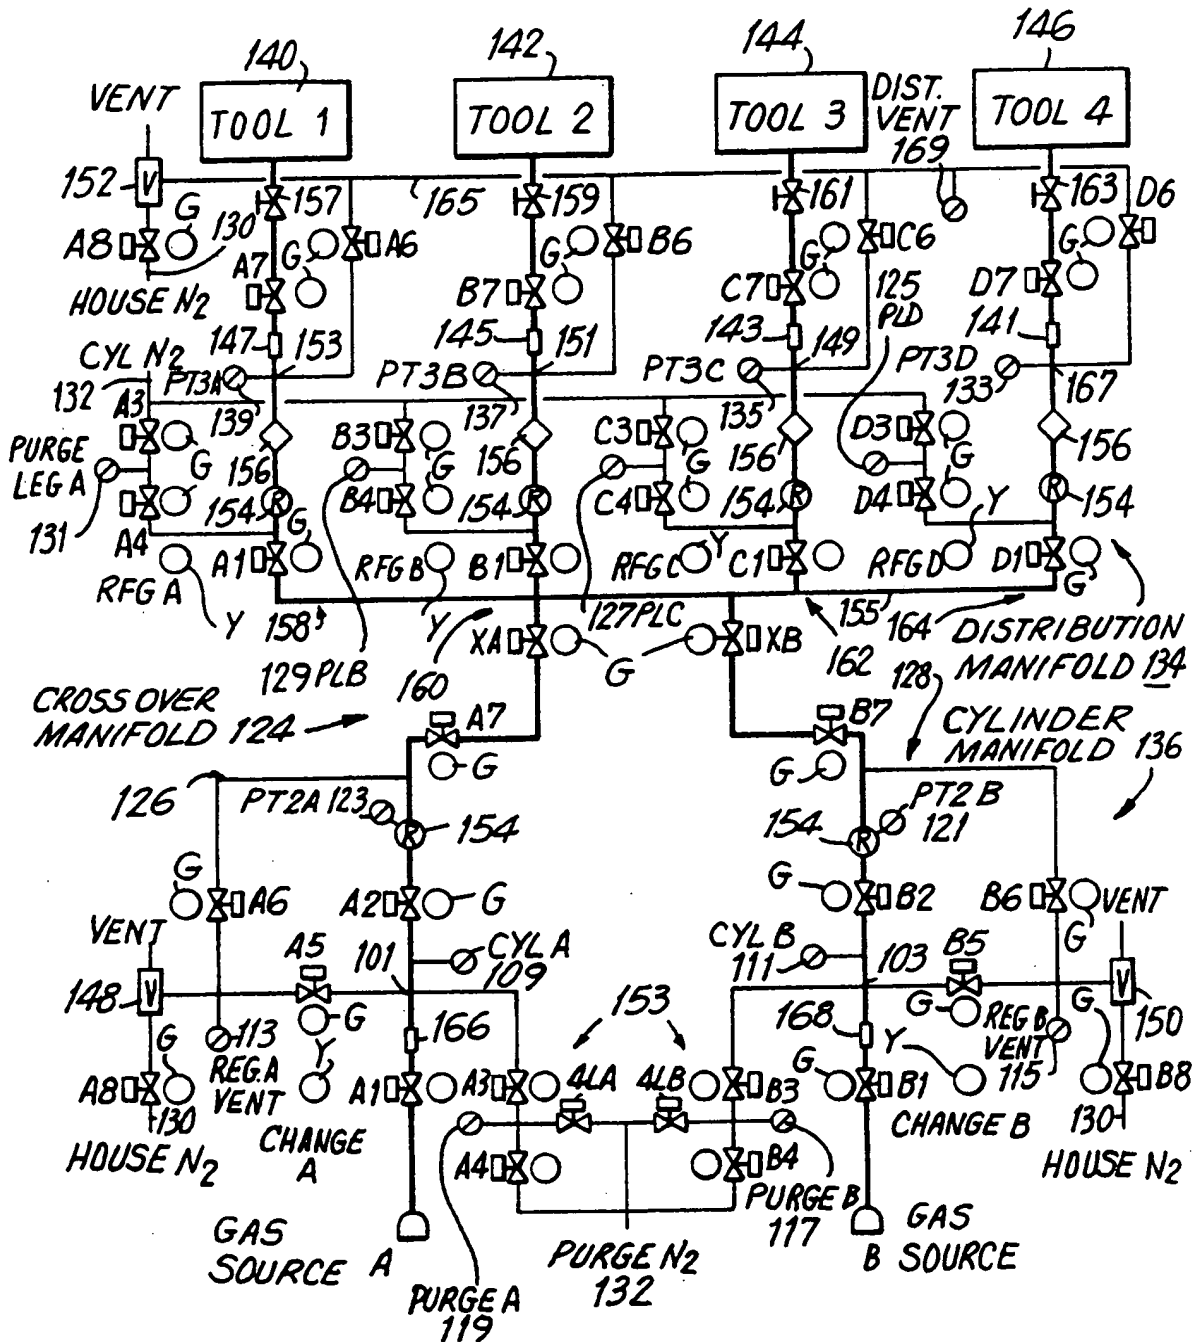 140 142 144 146
VENT TOOL 1 TOOL 2 TOOL 3 DIST. VENT 169 TOOL 4
152 V 157 165 159 161 163 D6
A8 G 130 A7 G A6 B7 G B6 C7 G C6 D7 G
HOUSE N2 125 PLD
147 153 145 151 143 149 141
CYL N2 132 PT3A 139 PT3B 137 PT3C 135 PT3D 133 167
A3 G B3 G C3 G D3 G
PURGE LEG A 131 156 156 156 156
A4 154 R B4 154 R C4 154 R D4 154 R
G Y Y
RFG A A1 RFG B B1 RFG C C1 RFG D D1 G
Y 158 Y 127 PLC 155 164 DISTRIBUTION
129 PLB 160 XA G XB 162 MANIFOLD 134
CROSS OVER
MANIFOLD 124 A7 B7 128 CYLINDER
MANIFOLD 136
G G
126 PT2A 123 R 154 154 R PT2B 121
G A6 A2 G G B2 B6 G
VENT A5 CYL A 109 CYL B 111 B5 VENT
148 V 101 153 103 V 150
G 113 G 166 168 G G
REG. A VENT Y Y REG B VENT 115
A8 130 A1 A3 4LA 4LB B3 G B1 B8 130
HOUSE N2 CHANGE A A4 B4 CHANGE B HOUSE N2
PURGE B 117
GAS SOURCE A PURGE N2 132 B GAS SOURCE
PURGE A 119